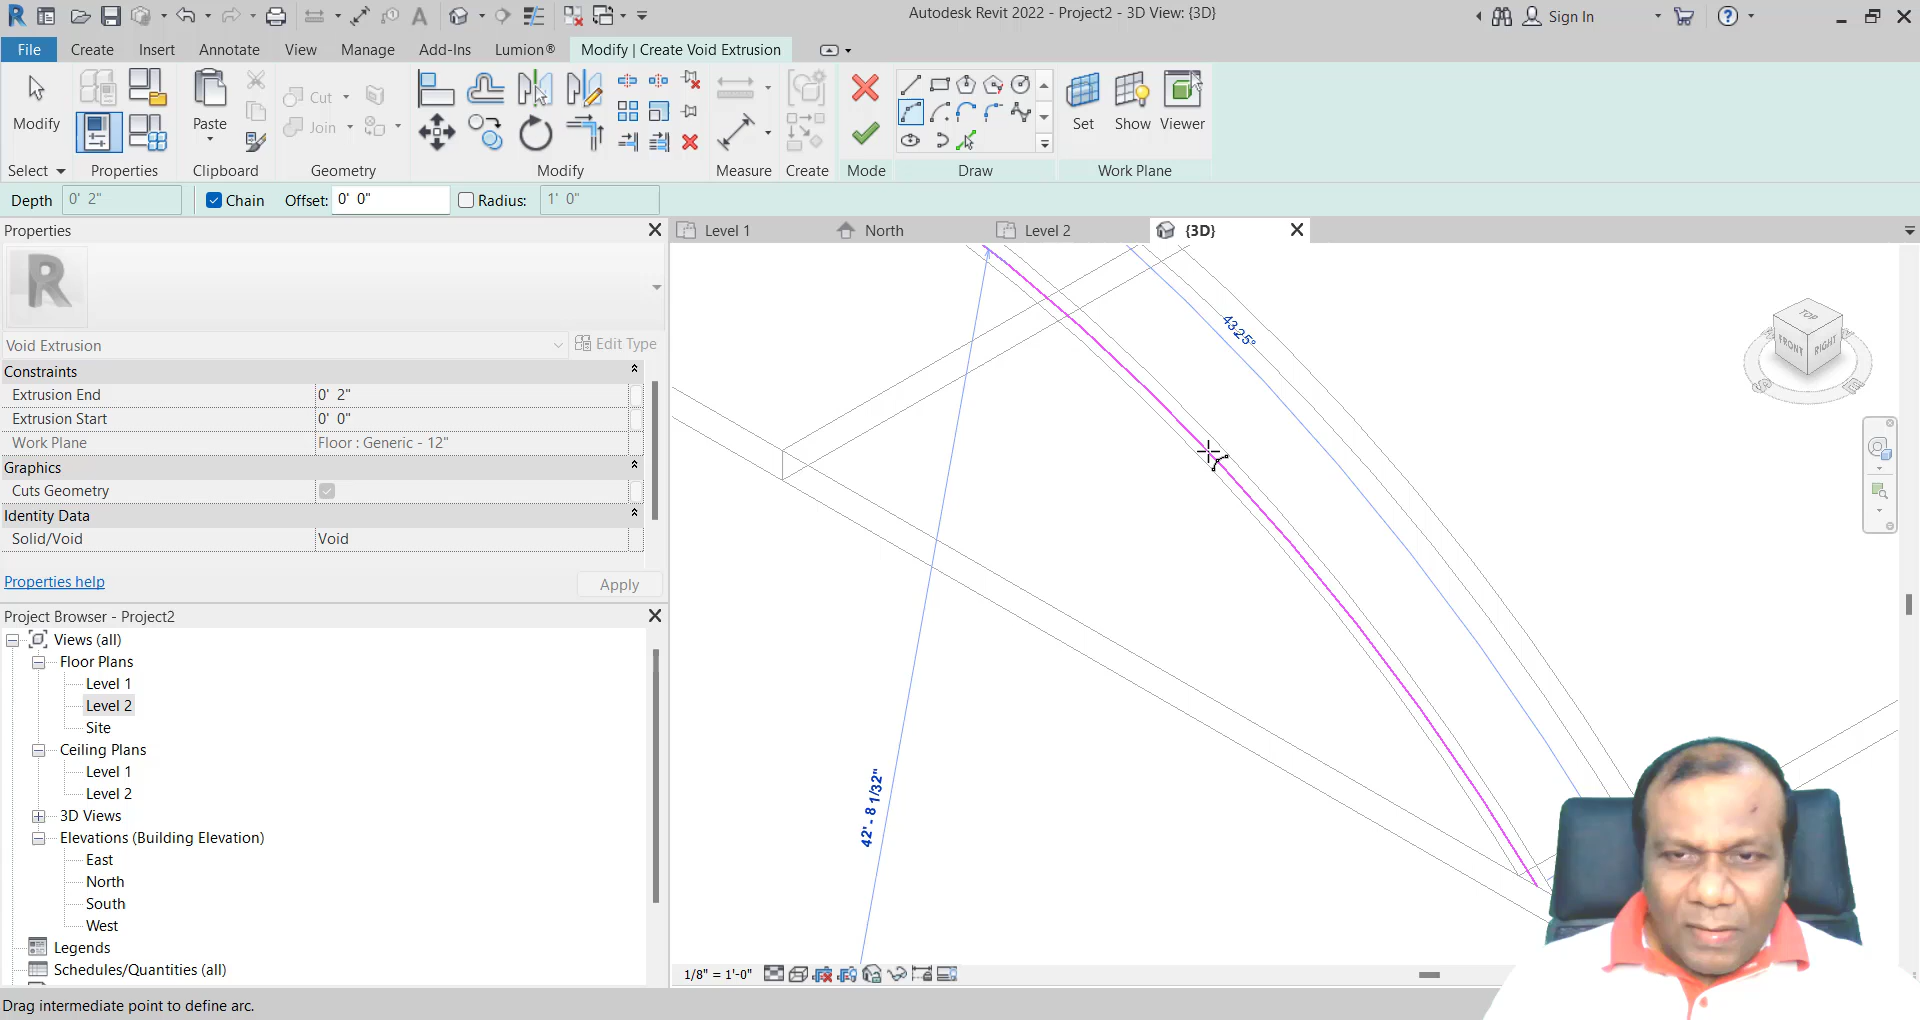 Autodesk Revit 2022 - Project2 - 3D View: {3D}
Sign In
File
Create
Insert
Annotate
View
Manage
Add-Ins
Lumion®
Modify | Create Void Extrusion
Modify
Paste
Cut
Join
Set
Show
Viewer
Select
Properties
Clipboard
Geometry
Modify
Measure
Create
Mode
Draw
Work Plane
Depth
0' 2"
Chain
Offset:
0' 0"
Radius:
1' 0"
Properties
Level 1
North
Level 2
{3D}
R
Void Extrusion
Edit Type
Constraints
Extrusion End
0' 2"
Extrusion Start
0' 0"
Work Plane
Floor : Generic - 12"
Graphics
Cuts Geometry
Identity Data
Solid/Void
Void
Properties help
Apply
Project Browser - Project2
Views (all)
Floor Plans
Level 1
Level 2
Site
Ceiling Plans
Level 1
Level 2
3D Views
Elevations (Building Elevation)
East
North
South
West
Legends
Schedules/Quantities (all)
43.25°
42' - 8 1/32"
TOP
FRONT
RIGHT
S
E
1/8" = 1'-0"
Drag intermediate point to define arc.